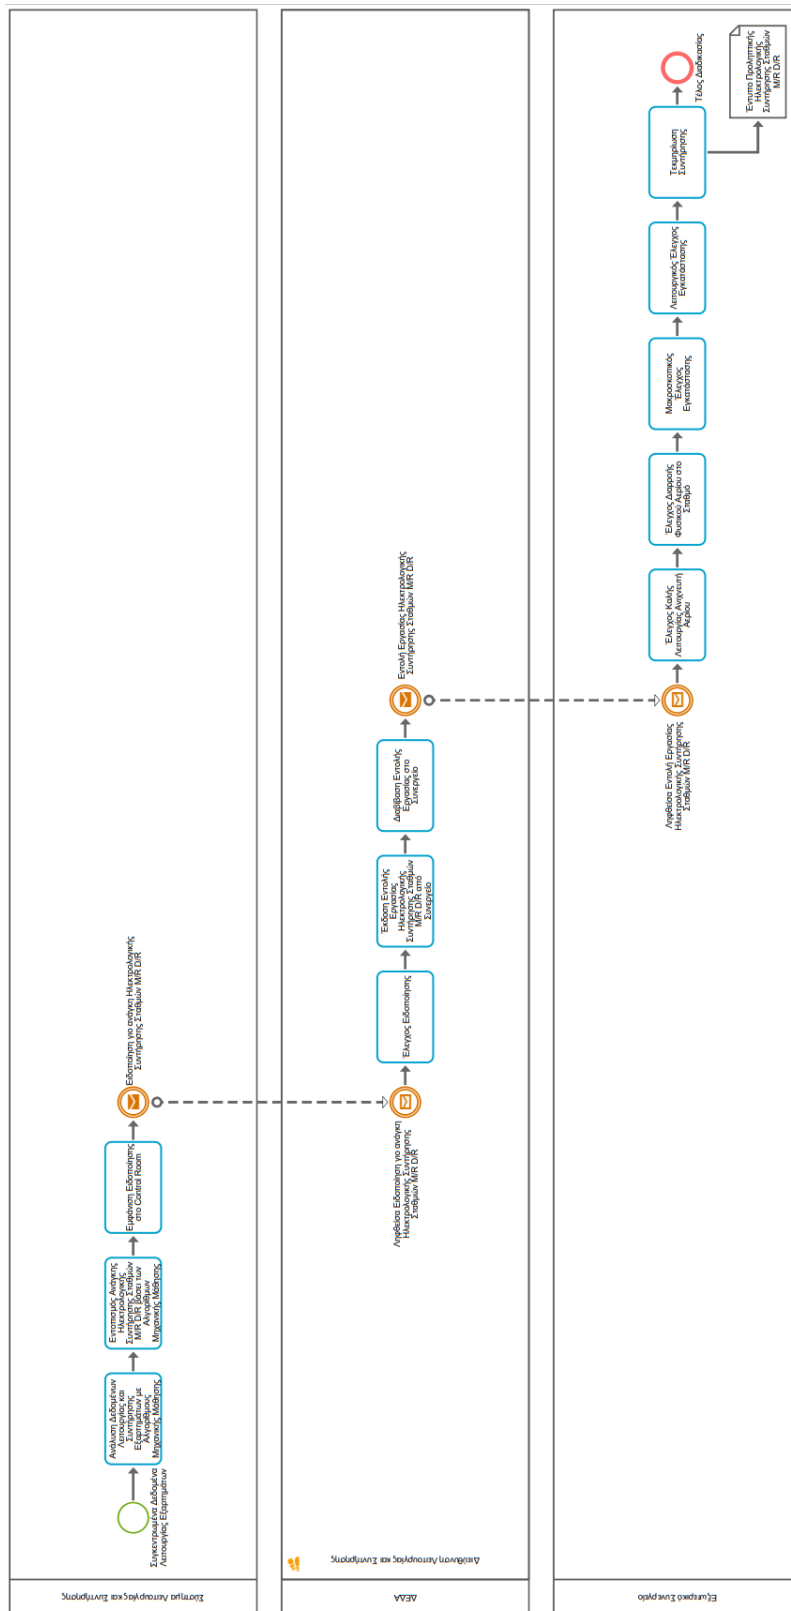 Σύστημα Λειτουργίας και Συντήρησης
Συγκεντρωμένα Δεδομένα
Λειτουργίας Εξαρτημάτων
Ανάλυση Δεδομένων
Λειτουργίας και
Συντήρησης
Εξαρτημάτων με
Αλγορίθμους
Μηχανικής Μάθησης
Εντοπισμός Ανάγκης
Ηλεκτρολογικής
Συντήρησης Σταθμών
M/R D/R βάσει των
Αλγορίθμων
Μηχανικής Μάθησης
Εμφάνιση Ειδοποίησης
στο Control Room
Ειδοποίηση για ανάγκη Ηλεκτρολογικής
Συντήρησης Σταθμών M/R D/R
ΔΕΔΑ
Διεύθυνση Λειτουργίας και Συντήρησης
Ληφθείσα Ειδοποίηση για ανάγκη
Ηλεκτρολογικής Συντήρησης
Σταθμών M/R D/R
Έλεγχος Ειδοποίησης
Έκδοση Εντολής
Εργασίας
Ηλεκτρολογικής
Συντήρησης Σταθμών
M/R D/R από
Συνεργείο
Διαβίβαση Εντολής
Εργασίας στο
Συνεργείο
Εντολή Εργασίας Ηλεκτρολογικής
Συντήρησης Σταθμών M/R D/R
Εξωτερικό Συνεργείο
Ληφθείσα Εντολή Εργασίας
Ηλεκτρολογικής Συντήρησης
Σταθμών M/R D/R
Έλεγχος Καλής
Λειτουργίας Ανιχνευτή
Αερίου
Έλεγχος Διαρροής
Φυσικού Αερίου στο
Σταθμό
Μακροσκοπικός
Έλεγχος
Εγκατάστασης
Λειτουργικός Έλεγχος
Εγκατάστασης
Τεκμηρίωση
Συντήρησης
Τέλος Διαδικασίας
Έντυπο Προληπτικής
Ηλεκτρολογικής
Συντήρησης Σταθμών
M/R D/R